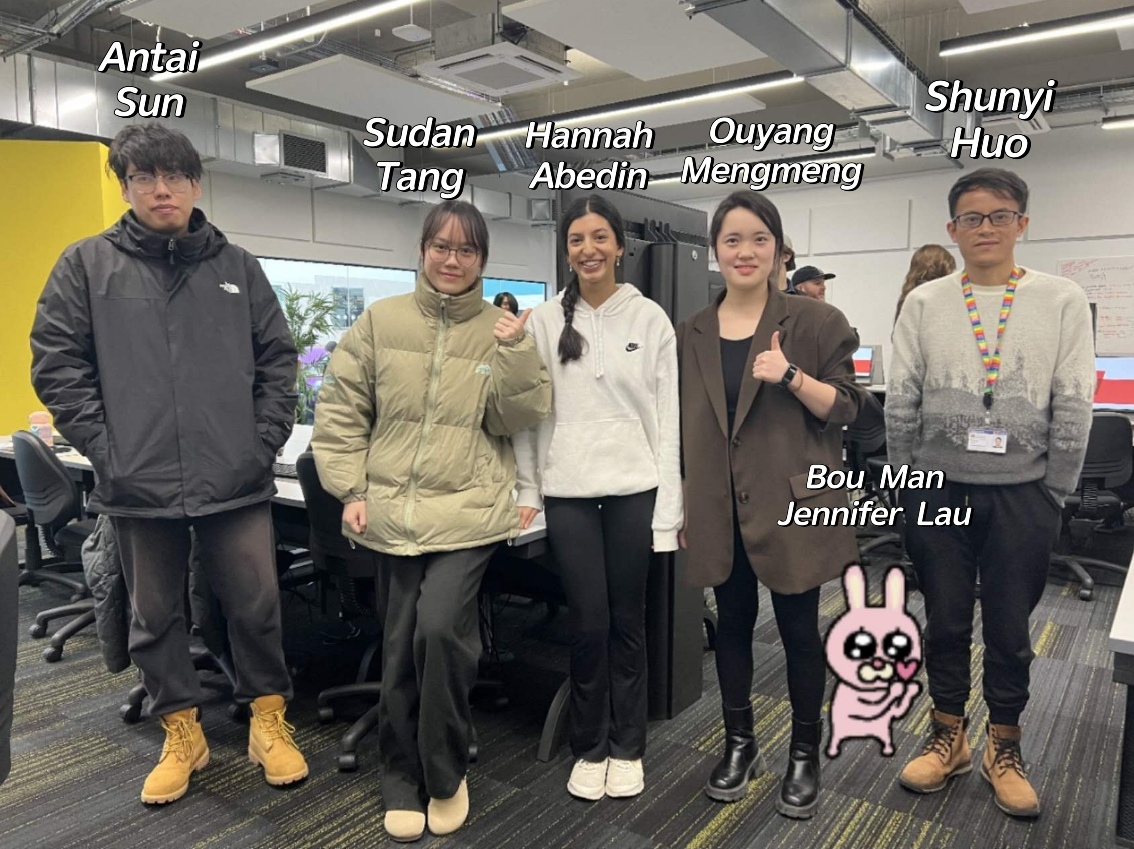 Antai
Sun
Sudan
Tang
Hannah
Abedin
Ouyang
Mengmeng
Shunyi
Huo
Bou Man
Jennifer Lau